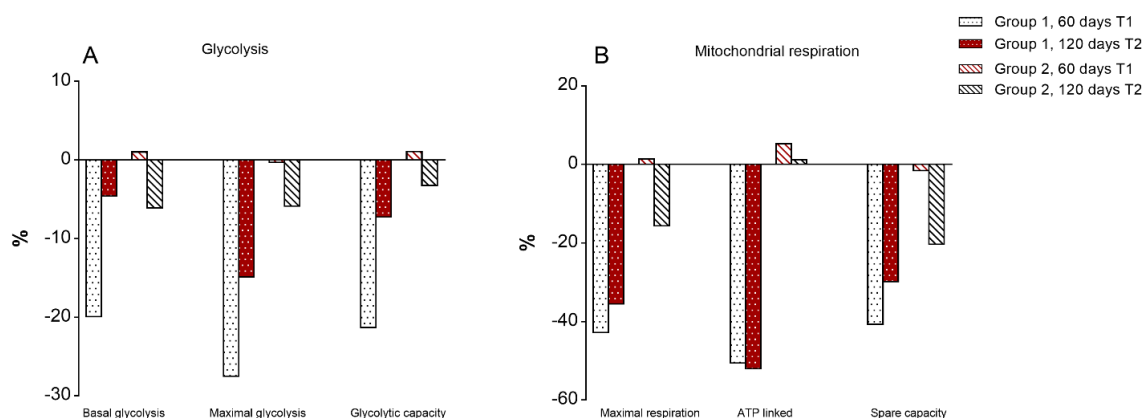 A
Glycolysis
%
10
0
-10
-20
-30
Basal glycolysis
Maximal glycolysis
Glycolytic capacity
B
Mitochondrial respiration
%
20
0
-20
-40
-60
Maximal respiration
ATP linked
Spare capacity
Group 1, 60 days T1
Group 1, 120 days T2
Group 2, 60 days T1
Group 2, 120 days T2